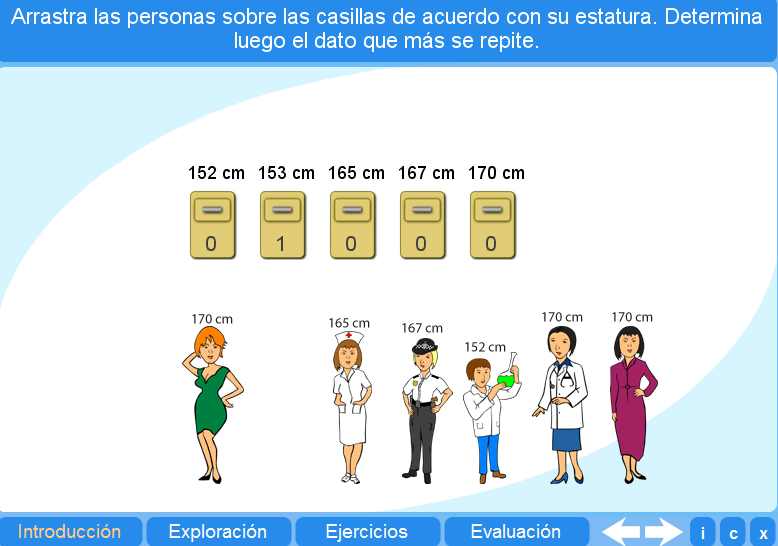 Arrastra las personas sobre las casillas de acuerdo con su estatura. Determina
luego el dato que más se repite.
152 cm 153 cm 165 cm 167 cm 170 cm
0 1 0 0 0
170 cm 165 cm 167 cm 152 cm 170 cm 170 cm
Introducción Exploración Ejercicios Evaluación i c x